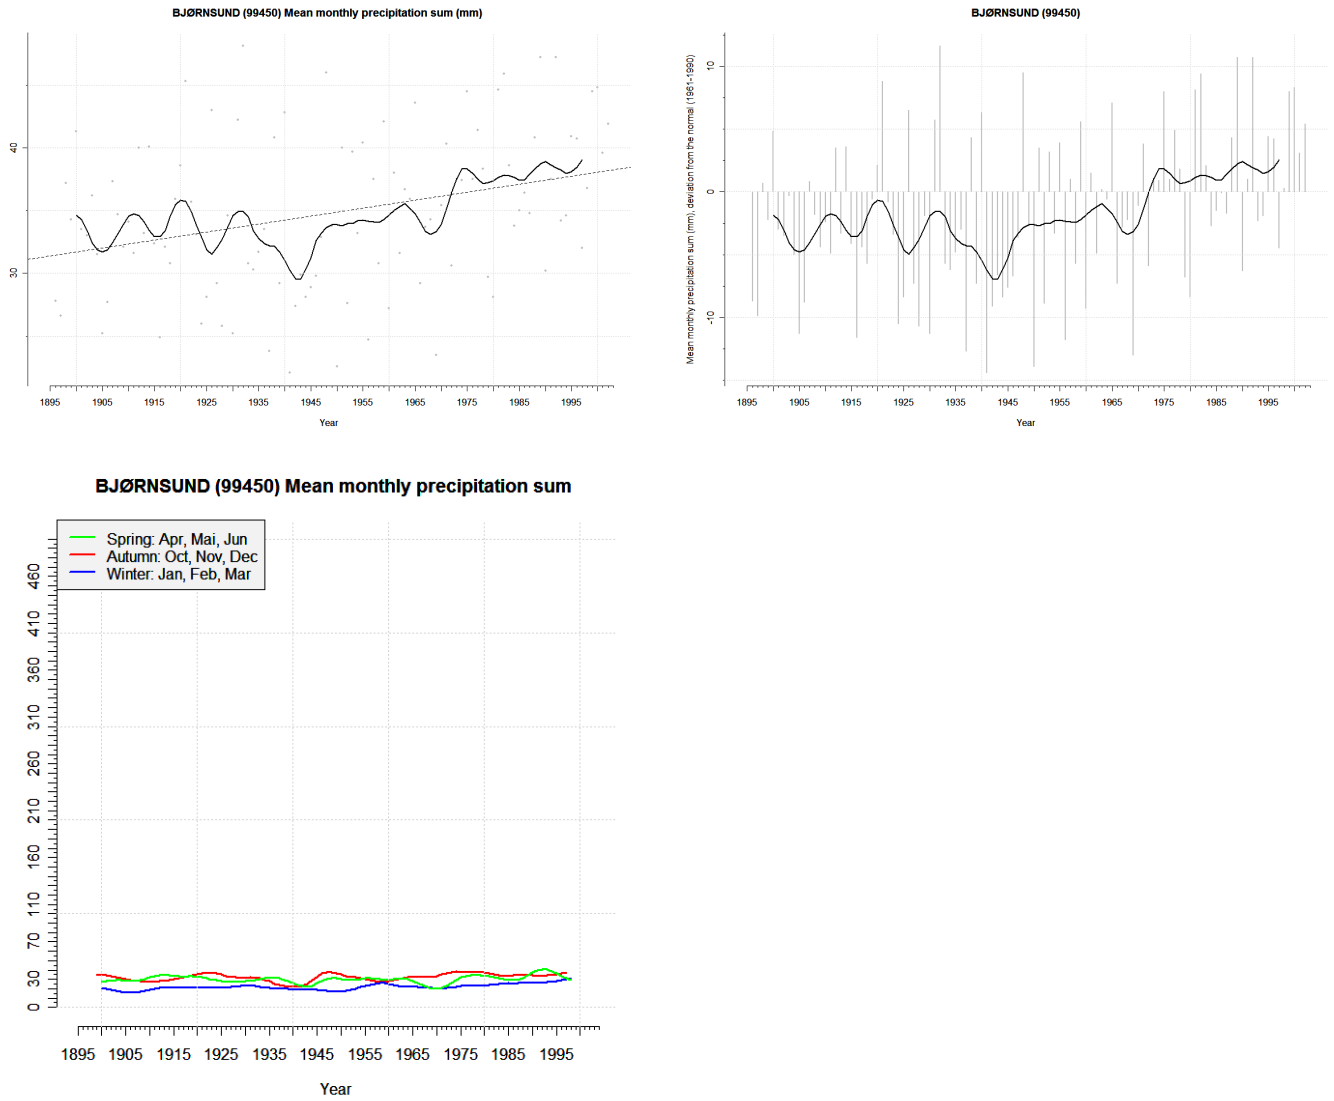 BJØRNSUND (99450) Mean monthly precipitation sum (mm)
40
30
1895 1905 1915 1925 1935 1945 1955 1965 1975 1985 1995
Year
BJØRNSUND (99450)
Mean monthly precipitation sum (mm), deviation from the normal (1961-1990)
10
0
-10
1895 1905 1915 1925 1935 1945 1955 1965 1975 1985 1995
Year
BJØRNSUND (99450) Mean monthly precipitation sum
Spring: Apr, Mai, Jun
Autumn: Oct, Nov, Dec
Winter: Jan, Feb, Mar
460
410
360
310
260
210
160
110
70
30
0
1895 1905 1915 1925 1935 1945 1955 1965 1975 1985 1995
Year